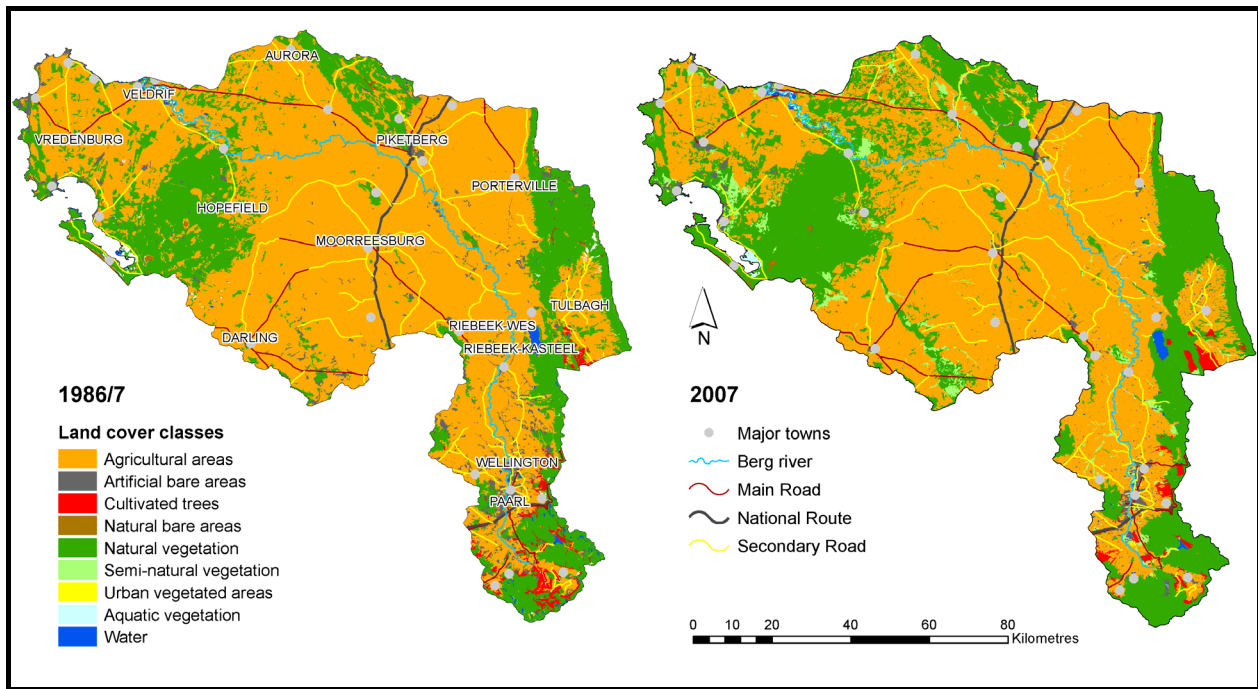 AURORA
VELDRIF
VREDENBURG
PIKETBERG
PORTERVILLE
HOPEFIELD
MOORREESBURG
TULBAGH
RIEBEEK-WES
DARLING
RIEBEEK-KASTEEL
WELLINGTON
PAARL
1986/7
Land cover classes
Agricultural areas
Artificial bare areas
Cultivated trees
Natural bare areas
Natural vegetation
Semi-natural vegetation
Urban vegetated areas
Aquatic vegetation
Water
N
2007
Major towns
Berg river
Main Road
National Route
Secondary Road
0 10 20 40 60 80
Kilometres